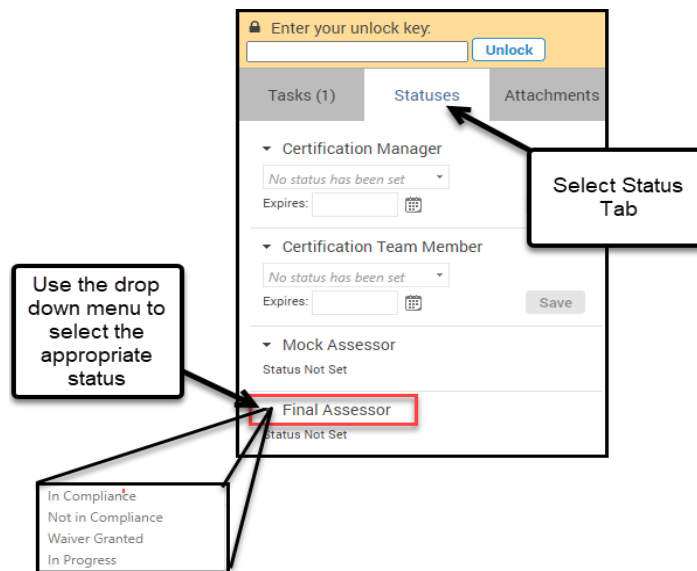 Enter your unlock key:
Unlock
Tasks (1)
Statuses
Attachments
Certification Manager
No status has been set
Expires:
Select Status
Tab
Certification Team Member
No status has been set
Expires:
Save
Use the drop
down menu to
select the
appropriate
status
Mock Assessor
Status Not Set
Final Assessor
Status Not Set
In Compliance
Not in Compliance
Waiver Granted
In Progress